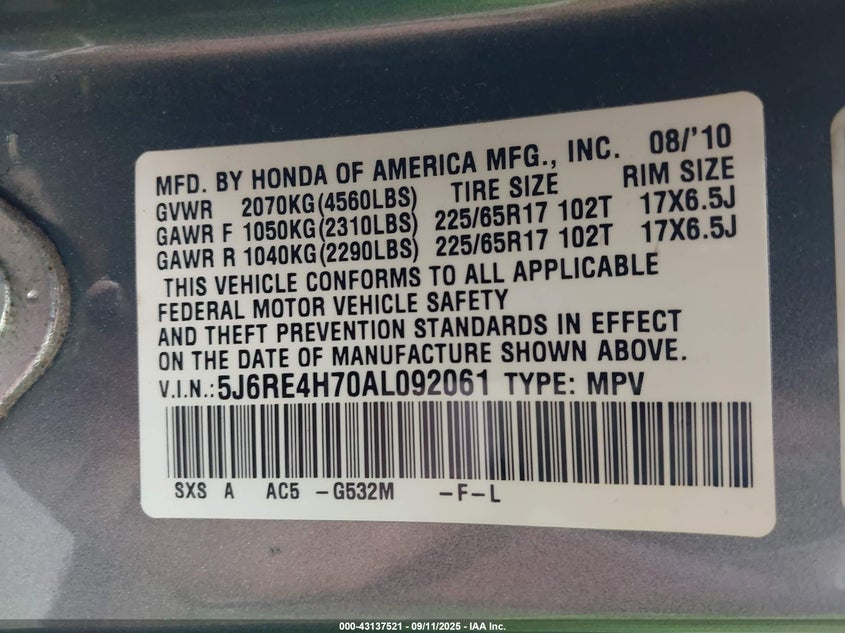 MFD. BY HONDA OF AMERICA MFG., INC. 08/'10
GVWR 2070KG(4560LBS) TIRE SIZE RIM SIZE
GAWR F 1050KG(2310LBS) 225/65R17 102T 17X6.5J
GAWR R 1040KG(2290LBS) 225/65R17 102T 17X6.5J
THIS VEHICLE CONFORMS TO ALL APPLICABLE
FEDERAL MOTOR VEHICLE SAFETY
AND THEFT PREVENTION STANDARDS IN EFFECT
ON THE DATE OF MANUFACTURE SHOWN ABOVE.
V.I.N.: 5J6RE4H70AL092061 TYPE: MPV
SXS A AC5 -G532M -F-L
000-43137521 - 09/11/2025 - IAA Inc.